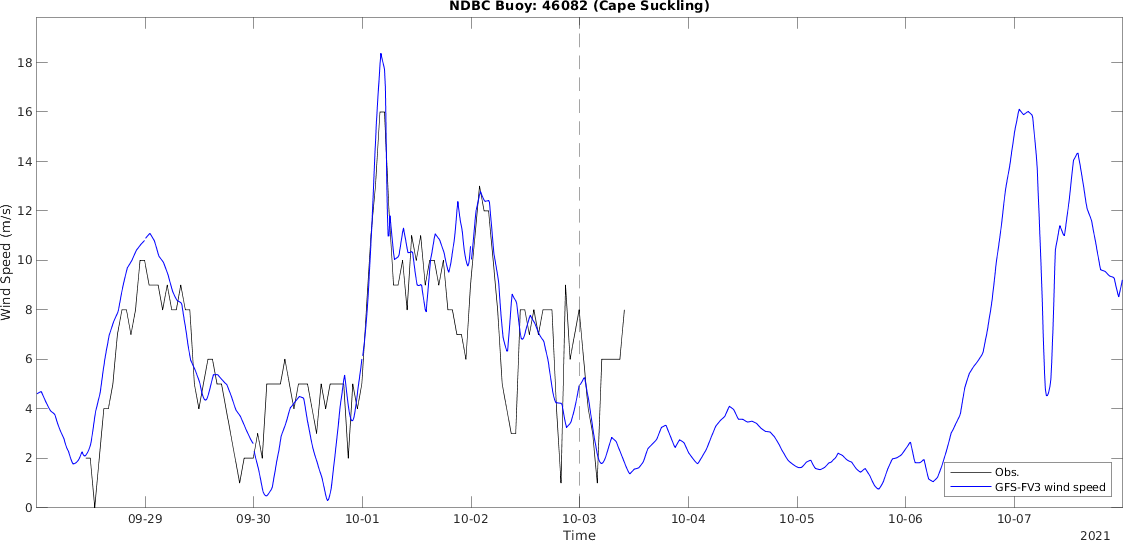 NDBC Buoy: 46082 (Cape Suckling)
Wind Speed (m/s)
18
16
14
12
10
8
6
4
2
0
09-29 09-30 10-01 10-02 10-03 10-04 10-05 10-06 10-07
Time
2021
Obs.
GFS-FV3 wind speed